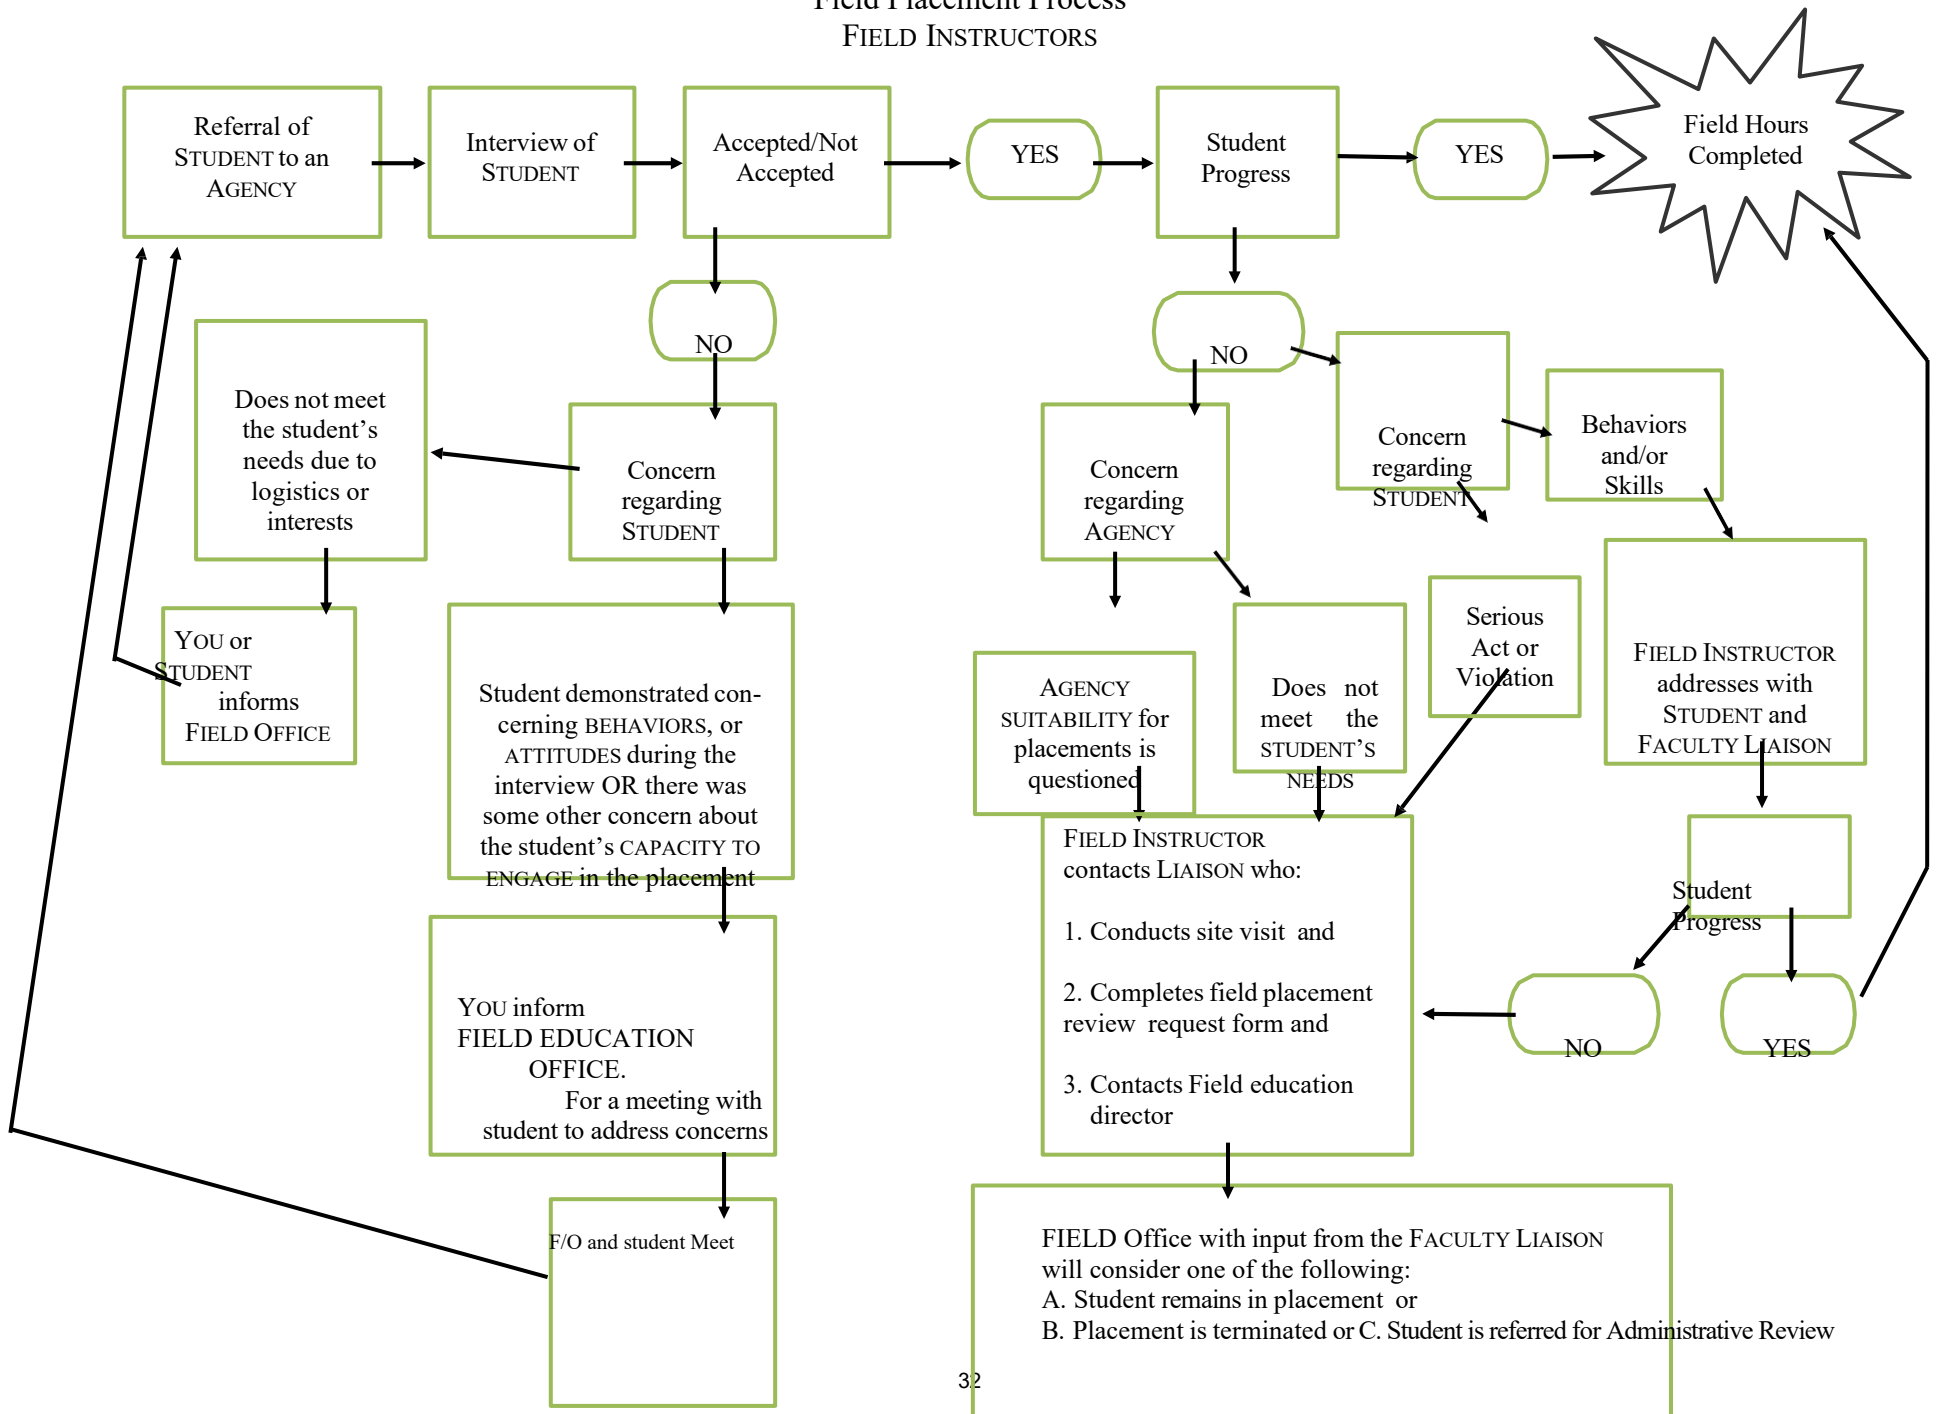 Field Placement Process
FIELD INSTRUCTORS
Referral of
STUDENT to an
AGENCY
Interview of
STUDENT
Accepted/Not
Accepted
YES
Student
Progress
YES
Field Hours
Completed
NO
NO
Does not meet
the student’s
needs due to
logistics or
interests
Concern
regarding
STUDENT
Concern
regarding
AGENCY
Concern
regarding
STUDENT
Behaviors
and/or
Skills
YOU or
STUDENT
informs
FIELD OFFICE
Student demonstrated con-
cerning BEHAVIORS, or
ATTITUDES during the
interview OR there was
some other concern about
the student’s CAPACITY TO
ENGAGE in the placement
AGENCY
SUITABILITY for
placements is
questioned
Does not
meet the
STUDENT’S
NEEDS
Serious
Act or
Violation
FIELD INSTRUCTOR
addresses with
STUDENT and
FACULTY LIAISON
FIELD INSTRUCTOR
contacts LIAISON who:
1. Conducts site visit and
2. Completes field placement
review request form and
3. Contacts Field education
director
Student
Progress
NO
YES
YOU inform
FIELD EDUCATION
OFFICE.
For a meeting with
student to address concerns
F/O and student Meet
FIELD Office with input from the FACULTY LIAISON
will consider one of the following:
A. Student remains in placement or
B. Placement is terminated or C. Student is referred for Administrative Review
32